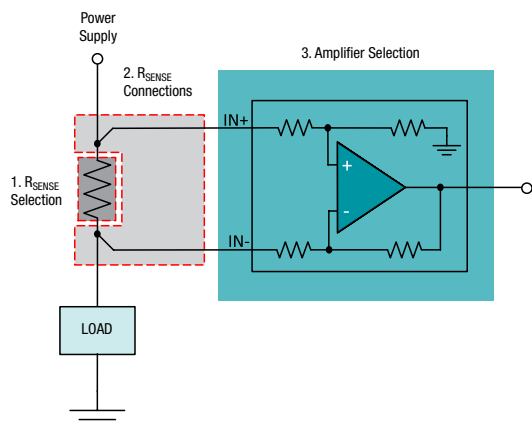 Power
Supply
3. Amplifier Selection
2. RSENSE
Connections
IN+
1. RSENSE
Selection
+
-
IN-
LOAD